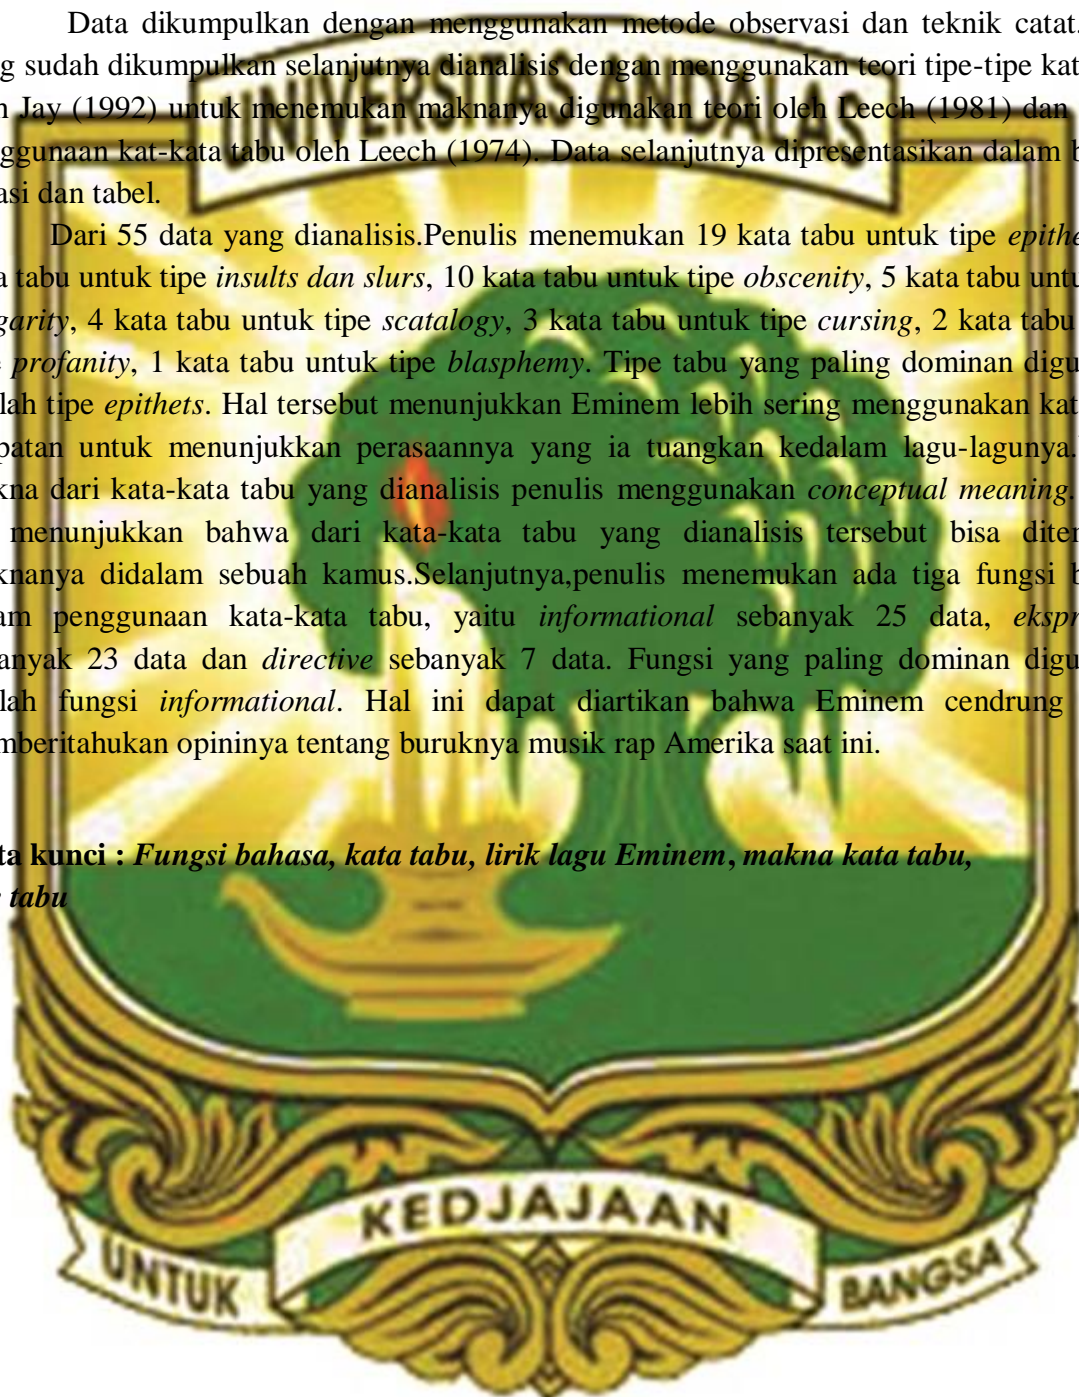 Data dikumpulkan dengan menggunakan metode observasi dan teknik catat.
g sudah dikumpulkan selanjutnya dianalisis dengan menggunakan teori tipe-tipe kat
n Jay (1992) untuk menemukan maknanya digunakan teori oleh Leech (1981) dan
ggunaan kat-kata tabu oleh Leech (1974). Data selanjutnya dipresentasikan dalam b
asi dan tabel.
Dari 55 data yang dianalisis.Penulis menemukan 19 kata tabu untuk tipe epithe
a tabu untuk tipe insults dan slurs, 10 kata tabu untuk tipe obscenity, 5 kata tabu untu
garity, 4 kata tabu untuk tipe scatalogy, 3 kata tabu untuk tipe cursing, 2 kata tabu
e profanity, 1 kata tabu untuk tipe blasphemy. Tipe tabu yang paling dominan digu
lah tipe epithets. Hal tersebut menunjukkan Eminem lebih sering menggunakan kat
patan untuk menunjukkan perasaannya yang ia tuangkan kedalam lagu-lagunya.
kna dari kata-kata tabu yang dianalisis penulis menggunakan conceptual meaning.
menunjukkan bahwa dari kata-kata tabu yang dianalisis tersebut bisa diter
knanya didalam sebuah kamus.Selanjutnya,penulis menemukan ada tiga fungsi b
am penggunaan kata-kata tabu, yaitu informational sebanyak 25 data, ekspr
anyak 23 data dan directive sebanyak 7 data. Fungsi yang paling dominan digu
lah fungsi informational. Hal ini dapat diartikan bahwa Eminem cendrung
mberitahukan opininya tentang buruknya musik rap Amerika saat ini.
ta kunci : Fungsi bahasa, kata tabu, lirik lagu Eminem, makna kata tabu,
tabu
UNIVERSITAS ANDALAS
KEDJAJAAN
UNTUK
BANGSA